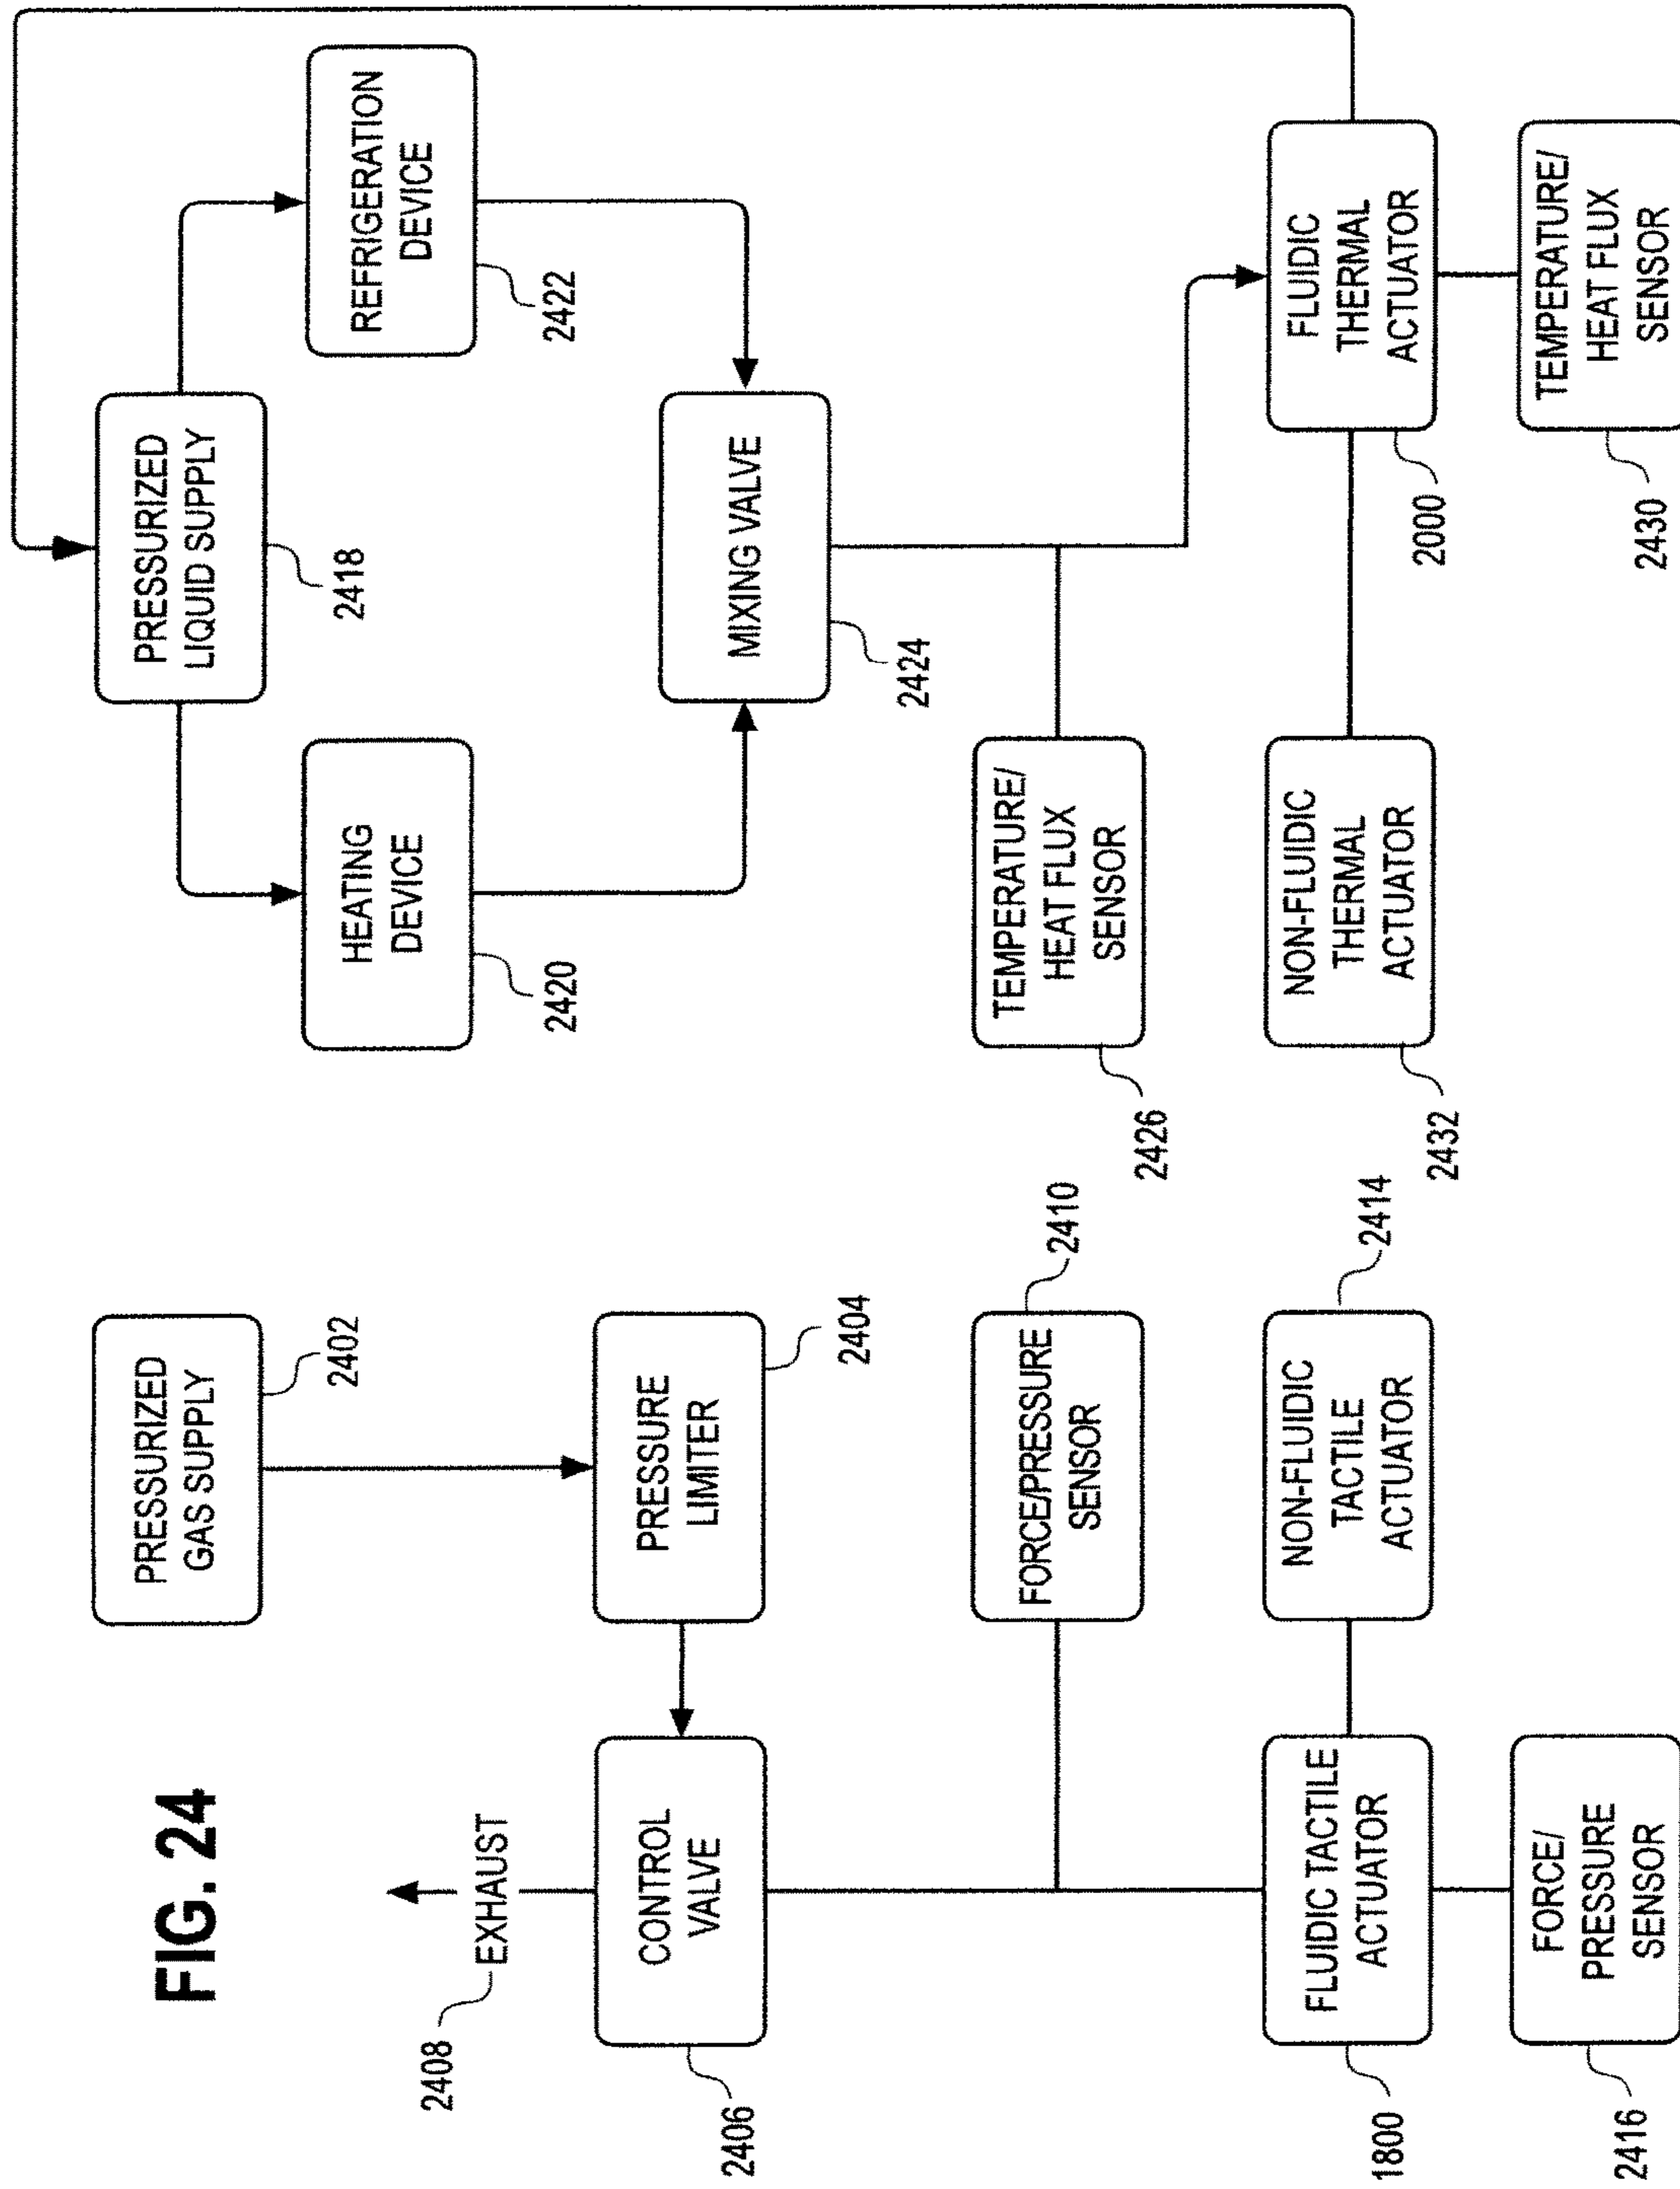 FIG. 24
PRESSURIZED
GAS SUPPLY
2402
PRESSURE
LIMITER
2404
CONTROL
VALVE
2406
EXHAUST
2408
FORCE/PRESSURE
SENSOR
2410
FLUIDIC TACTILE
ACTUATOR
1800
NON-FLUIDIC
TACTILE
ACTUATOR
2414
FORCE/
PRESSURE
SENSOR
2416
PRESSURIZED
LIQUID SUPPLY
2418
HEATING
DEVICE
2420
REFRIGERATION
DEVICE
2422
MIXING VALVE
2424
TEMPERATURE/
HEAT FLUX
SENSOR
2426
NON-FLUIDIC
THERMAL
ACTUATOR
2432
FLUIDIC
THERMAL
ACTUATOR
2000
TEMPERATURE/
HEAT FLUX
SENSOR
2430